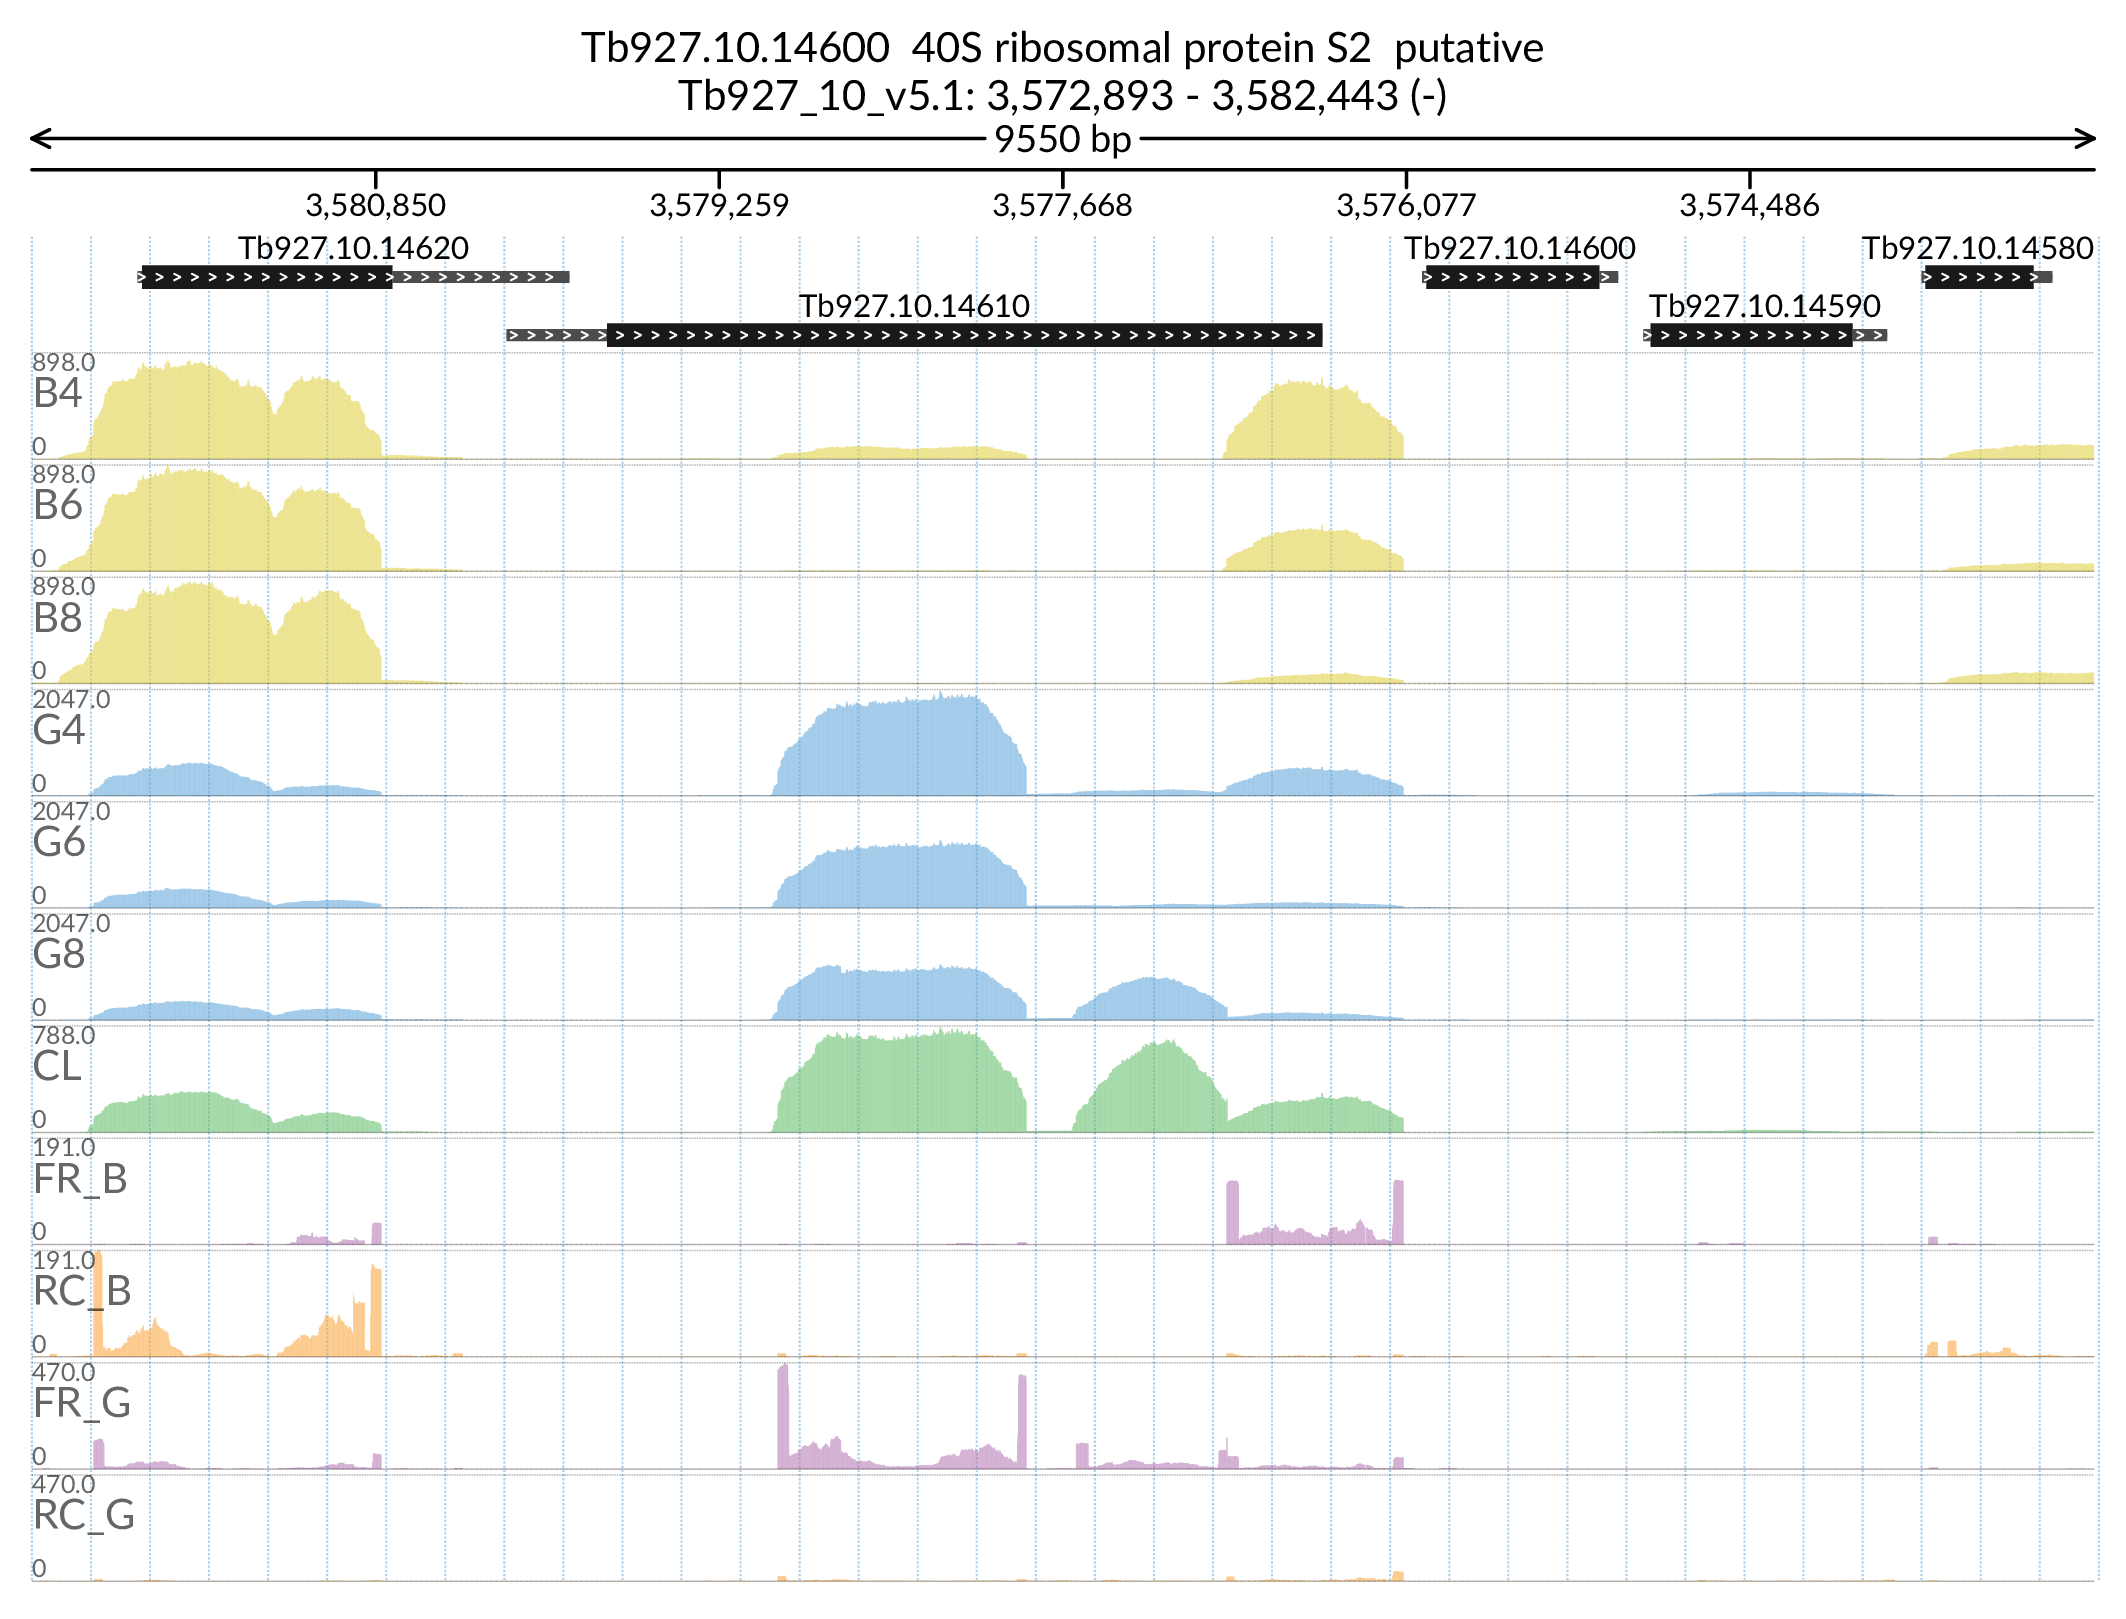 Tb927.10.14600  40S ribosomal protein S2  putative
Tb927_10_v5.1: 3,572,893 - 3,582,443 (-)
9550 bp
3,580,850 3,579,259 3,577,668 3,576,077 3,574,486
Tb927.10.14620 Tb927.10.14600 Tb927.10.14580
Tb927.10.14610 Tb927.10.14590
898.0
B4
0
898.0
B6
0
898.0
B8
0
2047.0
G4
0
2047.0
G6
0
2047.0
G8
0
788.0
CL
0
191.0
FR_B
0
191.0
RC_B
0
470.0
FR_G
0
470.0
RC_G
0